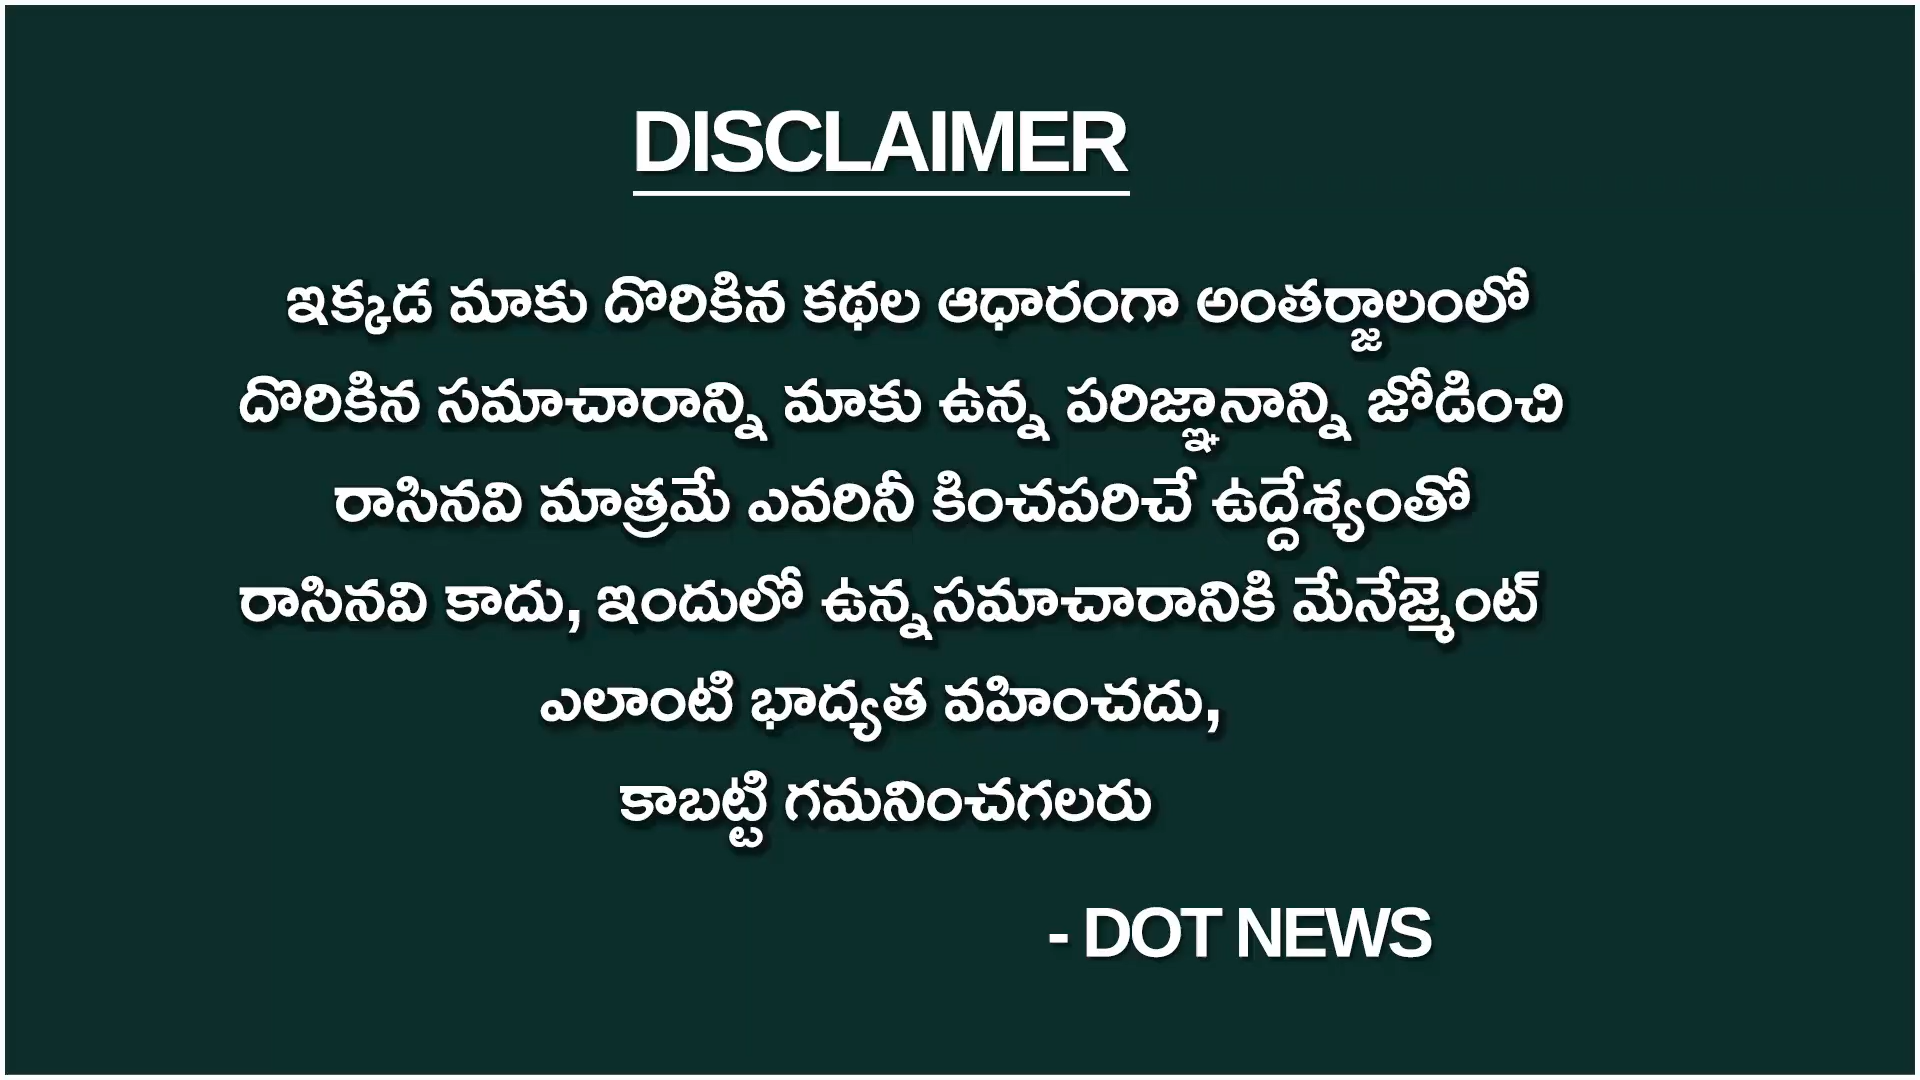 DISCLAIMER
ఇక్కడ మాకు దొరికిన కథల ఆధారంగా అంతర్జాలంలో
దొరికిన సమాచారాన్ని మాకు ఉన్న పరిజ్ఞానాన్ని జోడించి
రాసినవి మాత్రమే ఎవరినీ కించపరిచే ఉద్దేశ్యంతో
రాసినవి కాదు, ఇందులో ఉన్నసమాచారానికి మేనేజ్మెంట్
ఎలాంటి భాద్యత వహించదు,
కాబట్టి గమనించగలరు
- DOT NEWS